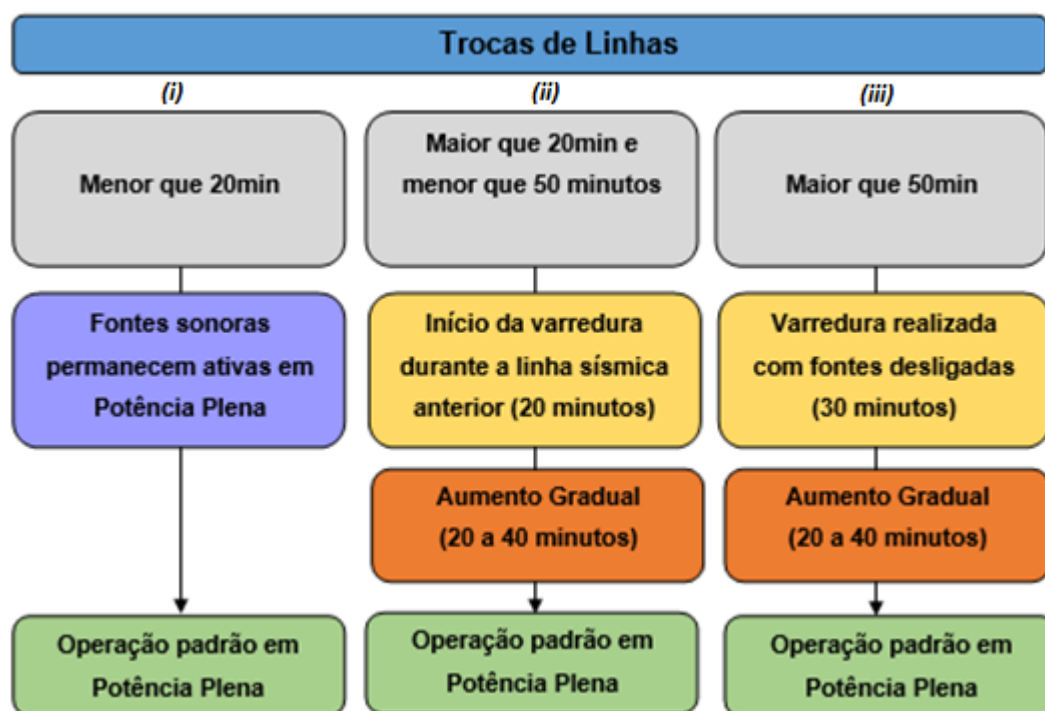 Trocas de Linhas
(i)
(ii)
(iii)
Menor que 20min
Maior que 20min e
menor que 50 minutos
Maior que 50min
Fontes sonoras
permanecem ativas em
Potência Plena
Início da varredura
durante a linha sísmica
anterior (20 minutos)
Varredura realizada
com fontes desligadas
(30 minutos)
Aumento Gradual
(20 a 40 minutos)
Aumento Gradual
(20 a 40 minutos)
Operação padrão em
Potência Plena
Operação padrão em
Potência Plena
Operação padrão em
Potência Plena